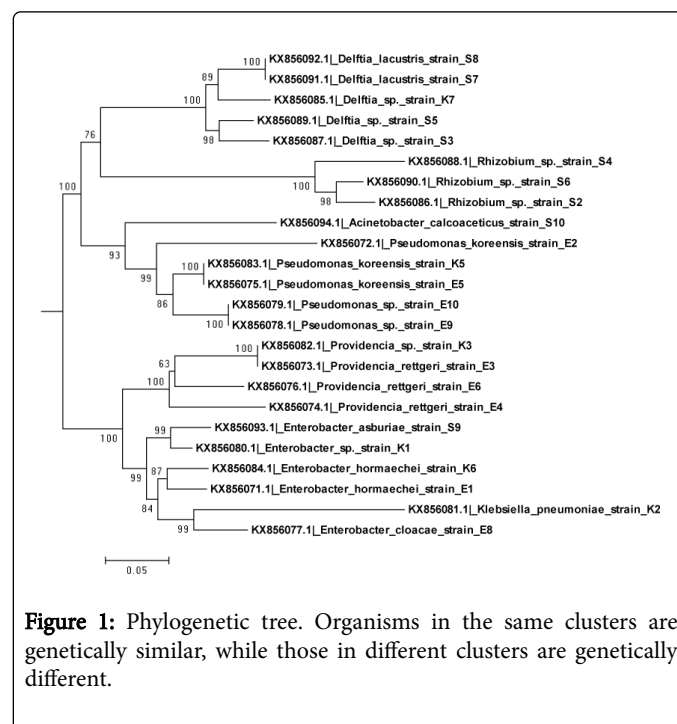 KX856092.1|_Delftia_lacustris_strain_S8
100
KX856091.1|_Delftia_lacustris_strain_S7
89
KX856085.1|_Delftia_sp._strain_K7
100
KX856089.1|_Delftia_sp._strain_S5
98
KX856087.1|_Delftia_sp._strain_S3
76
KX856088.1|_Rhizobium_sp._strain_S4
100
KX856090.1|_Rhizobium_sp._strain_S6
98
KX856086.1|_Rhizobium_sp._strain_S2
100
KX856094.1|_Acinetobacter_calcoaceticus_strain_S10
93
KX856072.1|_Pseudomonas_koreensis_strain_E2
99
KX856083.1|_Pseudomonas_koreensis_strain_K5
100
KX856075.1|_Pseudomonas_koreensis_strain_E5
86
KX856079.1|_Pseudomonas_sp._strain_E10
100
KX856078.1|_Pseudomonas_sp._strain_E9
KX856082.1|_Providencia_sp._strain_K3
100
KX856073.1|_Providencia_rettgeri_strain_E3
63
KX856076.1|_Providencia_rettgeri_strain_E6
100
KX856074.1|_Providencia_rettgeri_strain_E4
100
KX856093.1|_Enterobacter_asburiae_strain_S9
99
KX856080.1|_Enterobacter_sp._strain_K1
99
KX856084.1|_Enterobacter_hormaechei_strain_K6
87
KX856071.1|_Enterobacter_hormaechei_strain_E1
84
KX856081.1|_Klebsiella_pneumoniae_strain_K2
99
KX856077.1|_Enterobacter_cloacae_strain_E8
0.05
Figure 1: Phylogenetic tree. Organisms in the same clusters are
genetically similar, while those in different clusters are genetically
different.